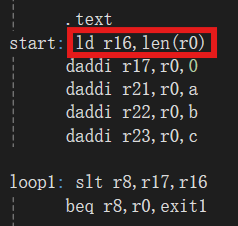 .text
start: ld r16,len(r0)
daddi r17,r0,0
daddi r21,r0,a
daddi r22,r0,b
daddi r23,r0,c
loop1: slt r8,r17,r16
beq r8,r0,exit1